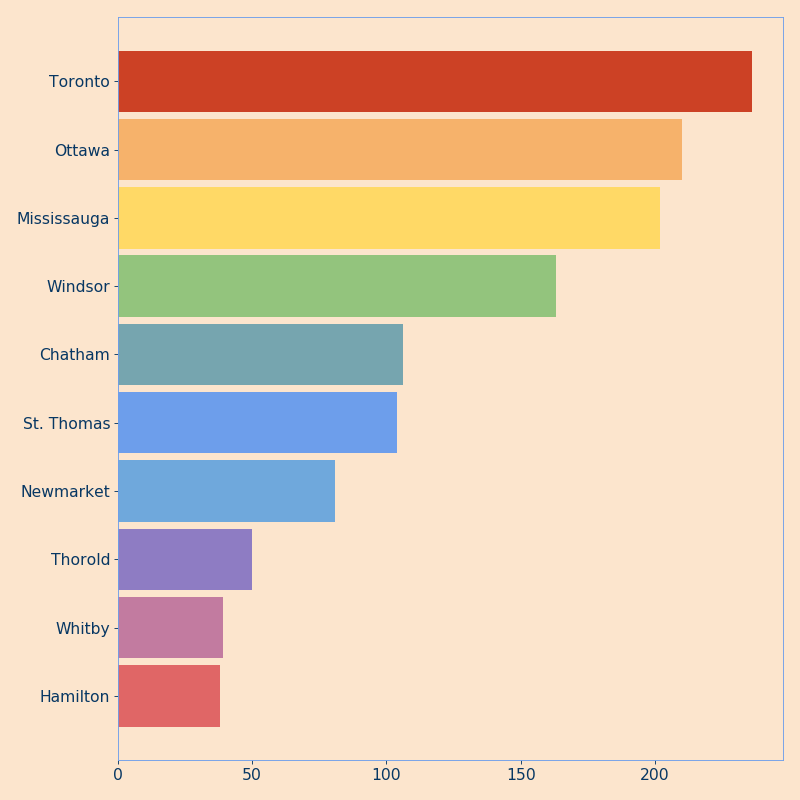 Toronto
Ottawa
Mississauga
Windsor
Chatham
St. Thomas
Newmarket
Thorold
Whitby
Hamilton
0 50 100 150 200